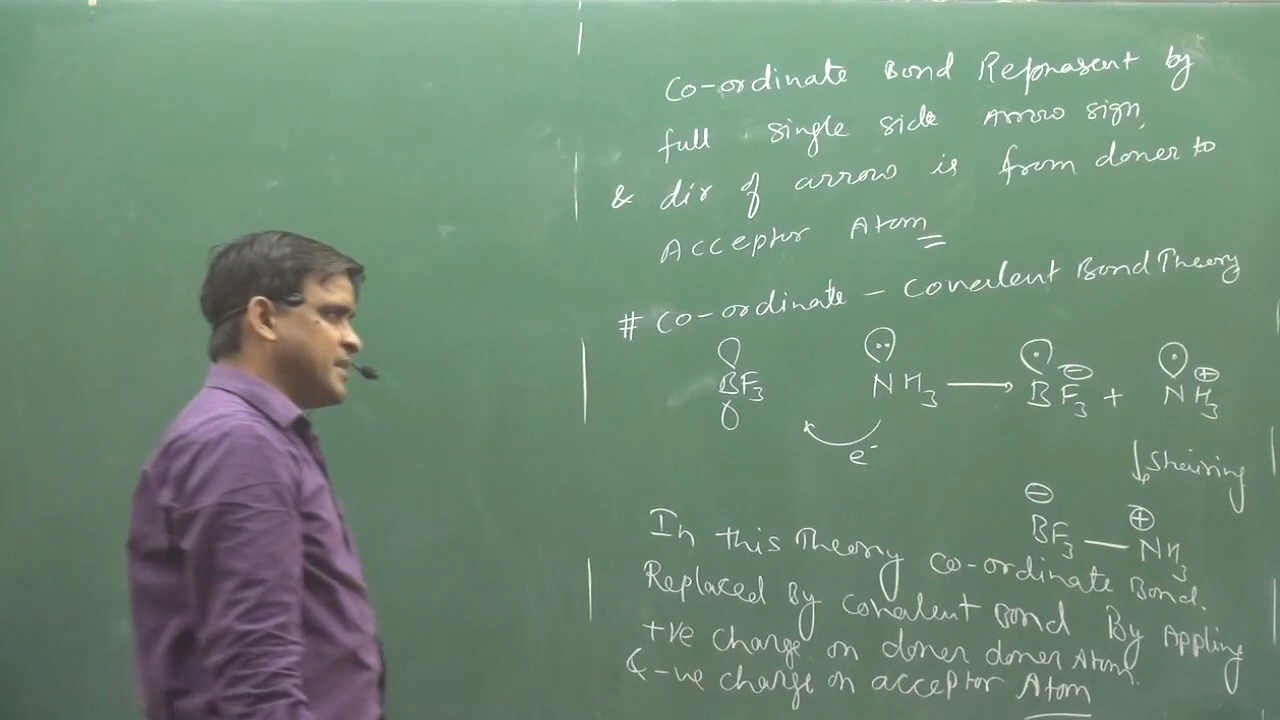 Co-ordinate Bond Reprasent by
full single side Arrow sign,
& dir of arrow is from doner to
Acceptor Atom
# Co-ordinate - Covalent Bond Theory
BF3 NH3 → BF3 ⊖ + NH3 ⊕
e-
↓ Shairing
⊖ ⊕
BF3 — NH3
In this Theory co-ordinate Bond.
Replaced By covalent Bond By Appling
+ve charge on doner doner Atom.
& -ve charge on acceptor Atom